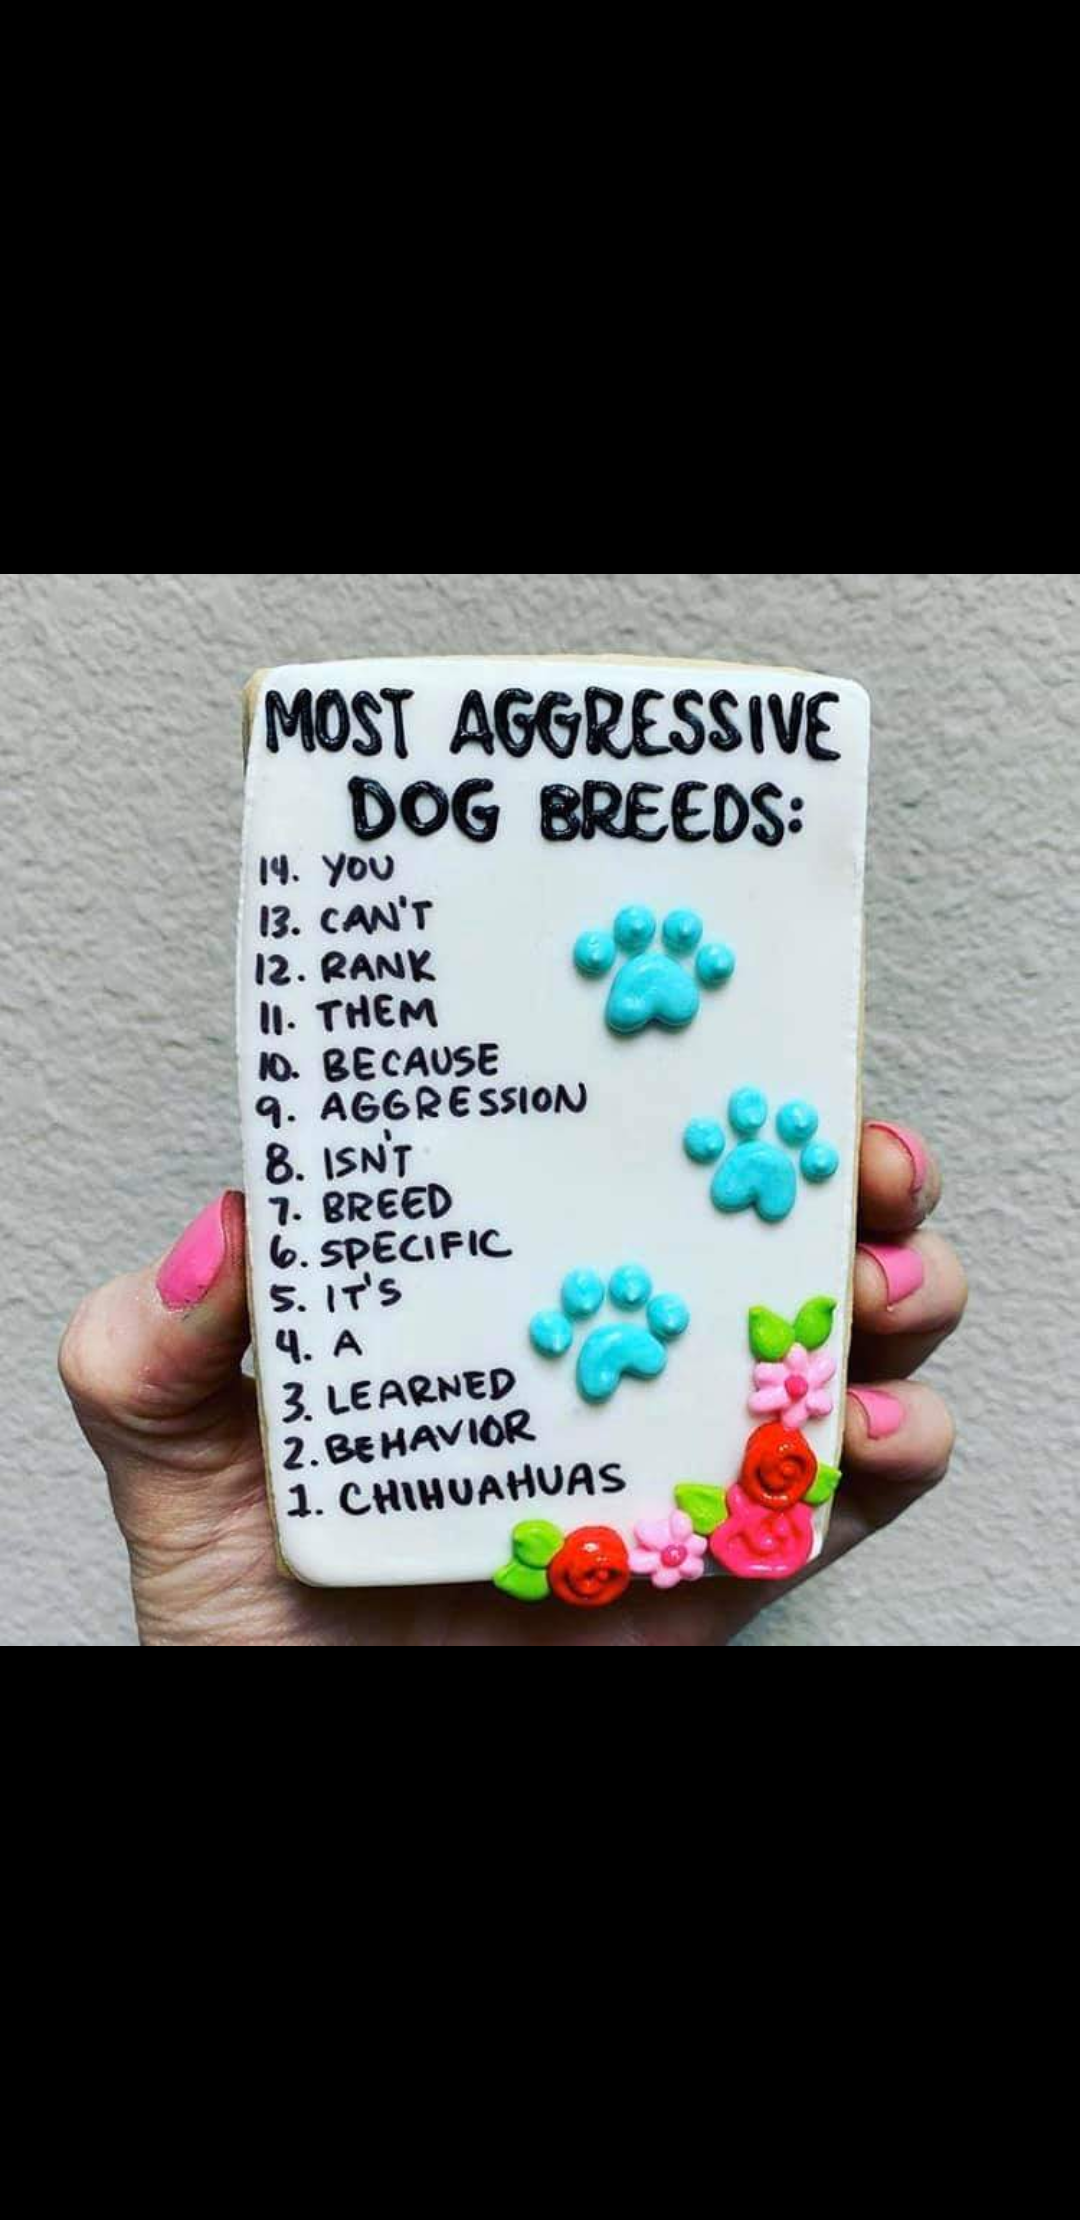 MOST AGGRESSIVE
DOG BREEDS:
14. YOU
13. CAN'T
12. RANK
11. THEM
10. BECAUSE
9. AGGRESSION
8. ISN'T
7. BREED
6. SPECIFIC
5. IT'S
4. A
3. LEARNED
2. BEHAVIOR
1. CHIHUAHUAS